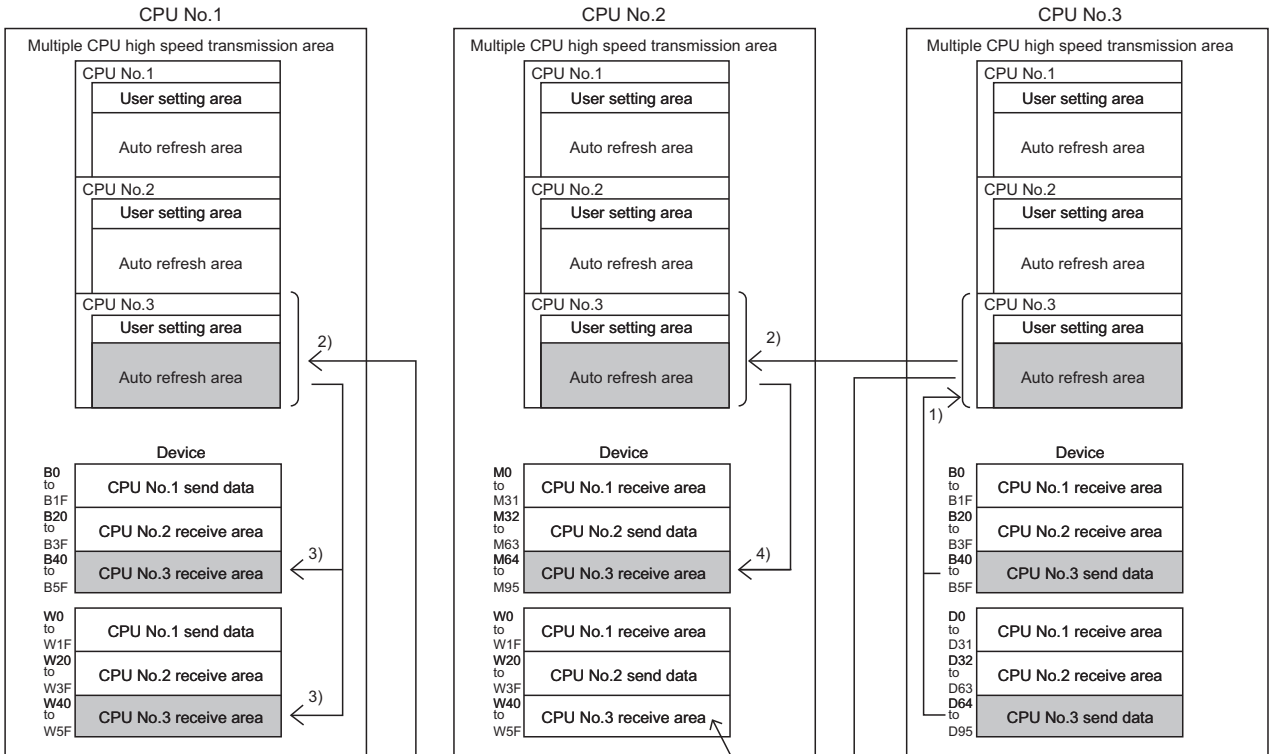 CPU No.1
Multiple CPU high speed transmission area
CPU No.1
User setting area
Auto refresh area
CPU No.2
User setting area
Auto refresh area
CPU No.3
User setting area
Auto refresh area
2)
Device
B0
to
B1F
CPU No.1 send data
B20
to
B3F
CPU No.2 receive area
B40
to
B5F
CPU No.3 receive area
3)
W0
to
W1F
CPU No.1 send data
W20
to
W3F
CPU No.2 receive area
W40
to
W5F
CPU No.3 receive area
3)
CPU No.2
Multiple CPU high speed transmission area
CPU No.1
User setting area
Auto refresh area
CPU No.2
User setting area
Auto refresh area
CPU No.3
User setting area
Auto refresh area
2)
Device
M0
to
M31
CPU No.1 receive area
M32
to
M63
CPU No.2 send data
M64
to
M95
CPU No.3 receive area
4)
W0
to
W1F
CPU No.1 receive area
W20
to
W3F
CPU No.2 send data
W40
to
W5F
CPU No.3 receive area
CPU No.3
Multiple CPU high speed transmission area
CPU No.1
User setting area
Auto refresh area
CPU No.2
User setting area
Auto refresh area
CPU No.3
User setting area
Auto refresh area
1)
Device
B0
to
B1F
CPU No.1 receive area
B20
to
B3F
CPU No.2 receive area
B40
to
B5F
CPU No.3 send data
D0
to
D31
CPU No.1 receive area
D32
to
D63
CPU No.2 receive area
D64
to
D95
CPU No.3 send data